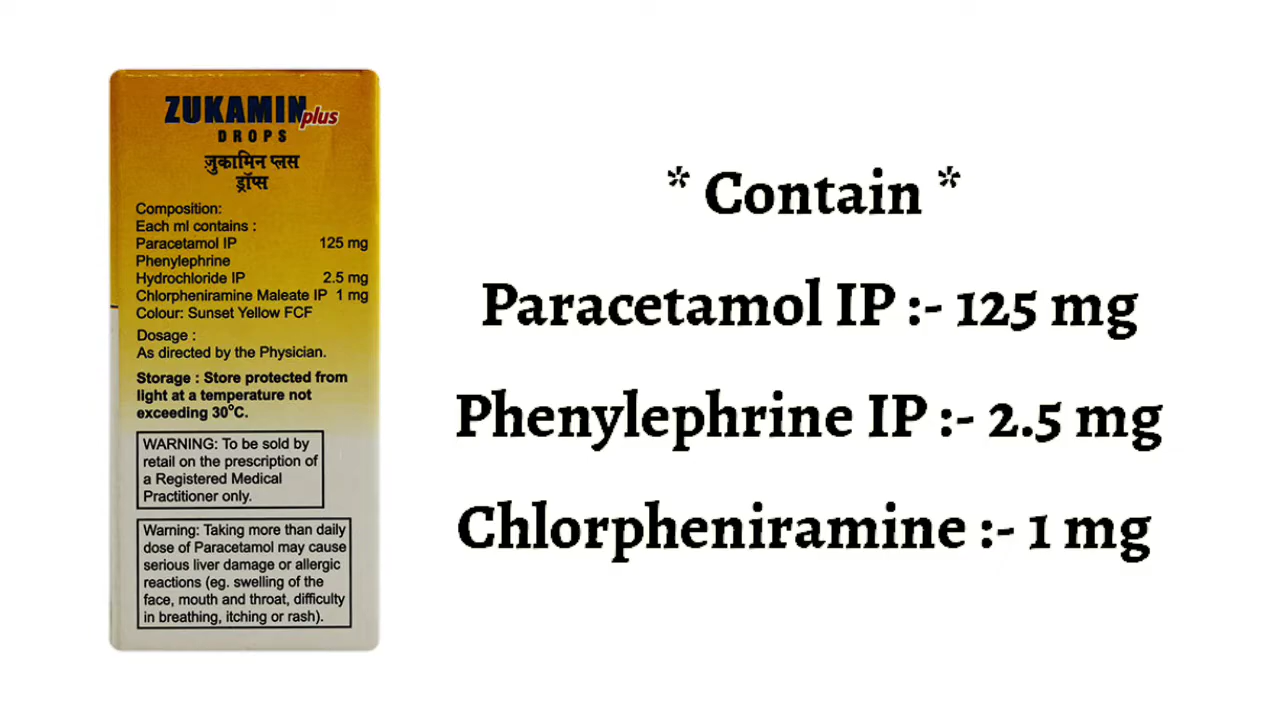 ZUKAMIN plus
DROPS
ज़ुकामिन प्लस
ड्रॉप्स
Composition:
Each ml contains :
Paracetamol IP 125 mg
Phenylephrine
Hydrochloride IP 2.5 mg
Chlorpheniramine Maleate IP 1 mg
Colour: Sunset Yellow FCF
Dosage :
As directed by the Physician.
Storage : Store protected from
light at a temperature not
exceeding 30°C.
WARNING: To be sold by
retail on the prescription of
a Registered Medical
Practitioner only.
Warning: Taking more than daily
dose of Paracetamol may cause
serious liver damage or allergic
reactions (eg. swelling of the
face, mouth and throat, difficulty
in breathing, itching or rash).
* Contain *
Paracetamol IP :- 125 mg
Phenylephrine IP :- 2.5 mg
Chlorpheniramine :- 1 mg